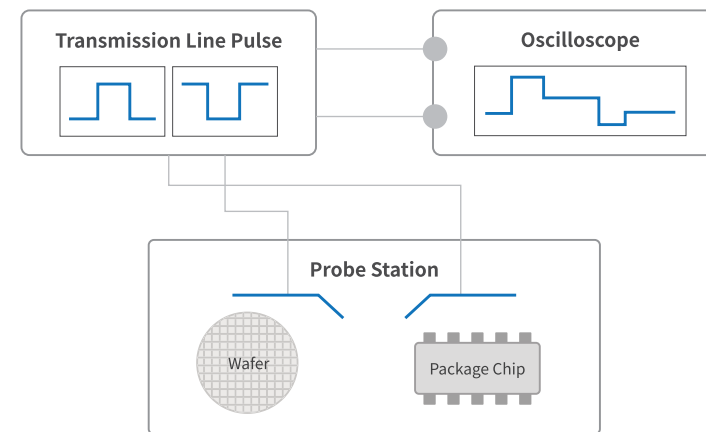 Transmission Line Pulse
Oscilloscope
Probe Station
Wafer
Package Chip